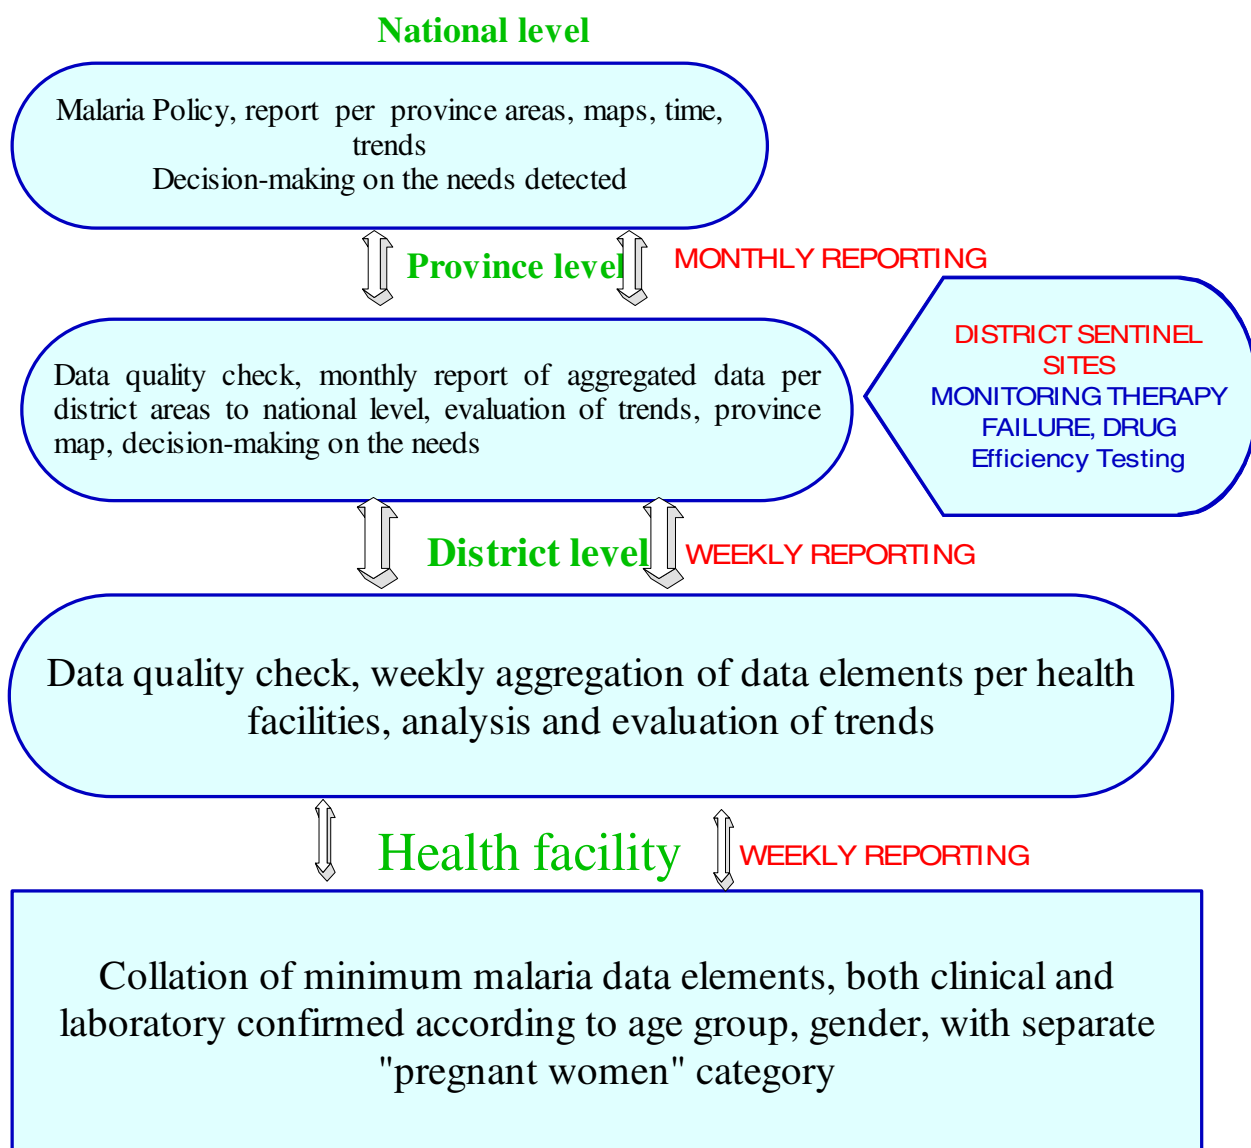 National level
Malaria Policy, report per province areas, maps, time,
trends
Decision-making on the needs detected
Province level
MONTHLY REPORTING
DISTRICT SENTINEL
SITES
MONITORING THERAPY
FAILURE, DRUG
Efficiency Testing
Data quality check, monthly report of aggregated data per
district areas to national level, evaluation of trends, province
map, decision-making on the needs
District level
WEEKLY REPORTING
Data quality check, weekly aggregation of data elements per health
facilities, analysis and evaluation of trends
Health facility
WEEKLY REPORTING
Collation of minimum malaria data elements, both clinical and
laboratory confirmed according to age group, gender, with separate
"pregnant women" category